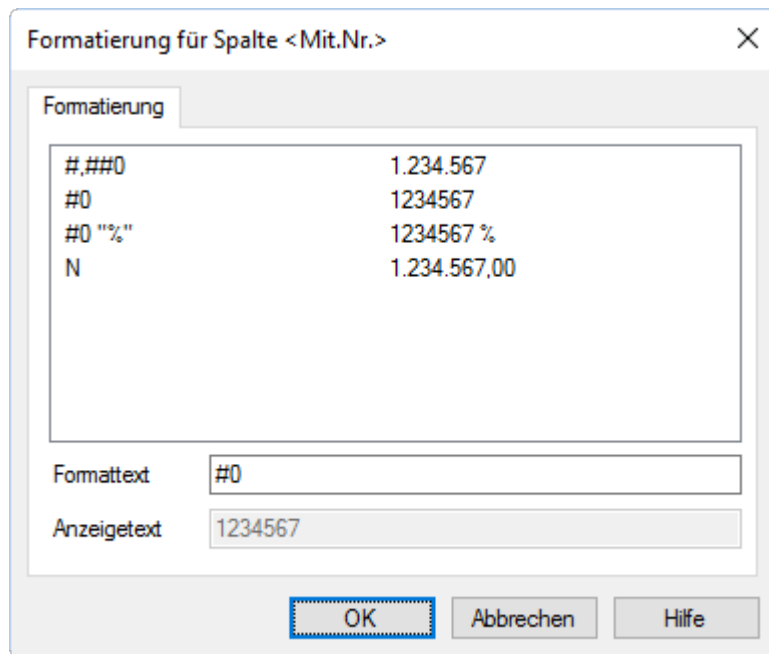 Formatierung für Spalte <Mit.Nr.>
Formatierung
#,##0 1.234.567
#0 1234567
#0 "%" 1234567 %
N 1.234.567,00
Formattext #0
Anzeigetext 1234567
OK Abbrechen Hilfe